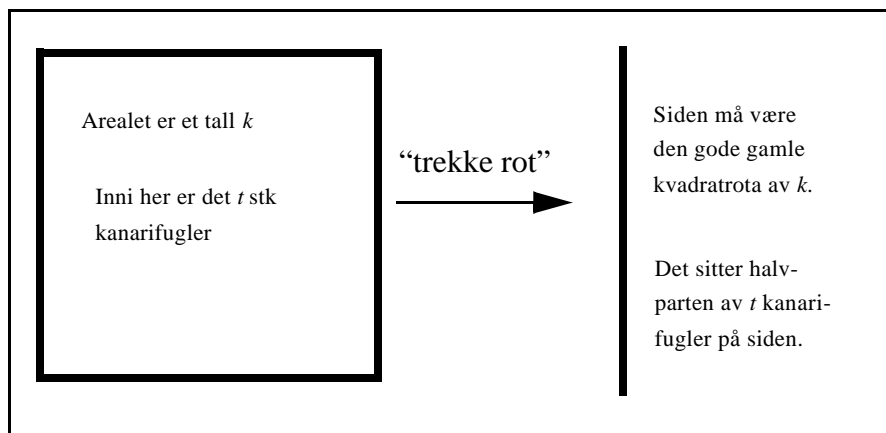 Arealet er et tall k
Inni her er det t stk
kanarifugler
“trekke rot”
Siden må være
den gode gamle
kvadratrota av k.
Det sitter halv-
parten av t kanari-
fugler på siden.